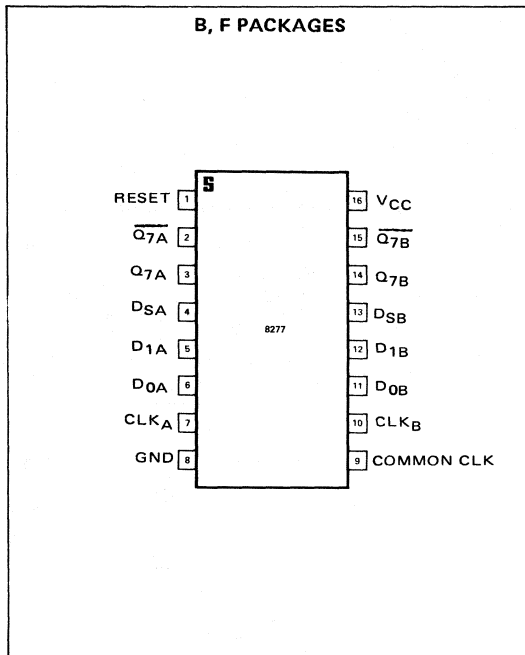 B, F PACKAGES
S
RESET 1 16 VCC
Q7A 2 15 Q7B
Q7A 3 14 Q7B
DSA 4 13 DSB
8277
D1A 5 12 D1B
D0A 6 11 D0B
CLKA 7 10 CLKB
GND 8 9 COMMON CLK